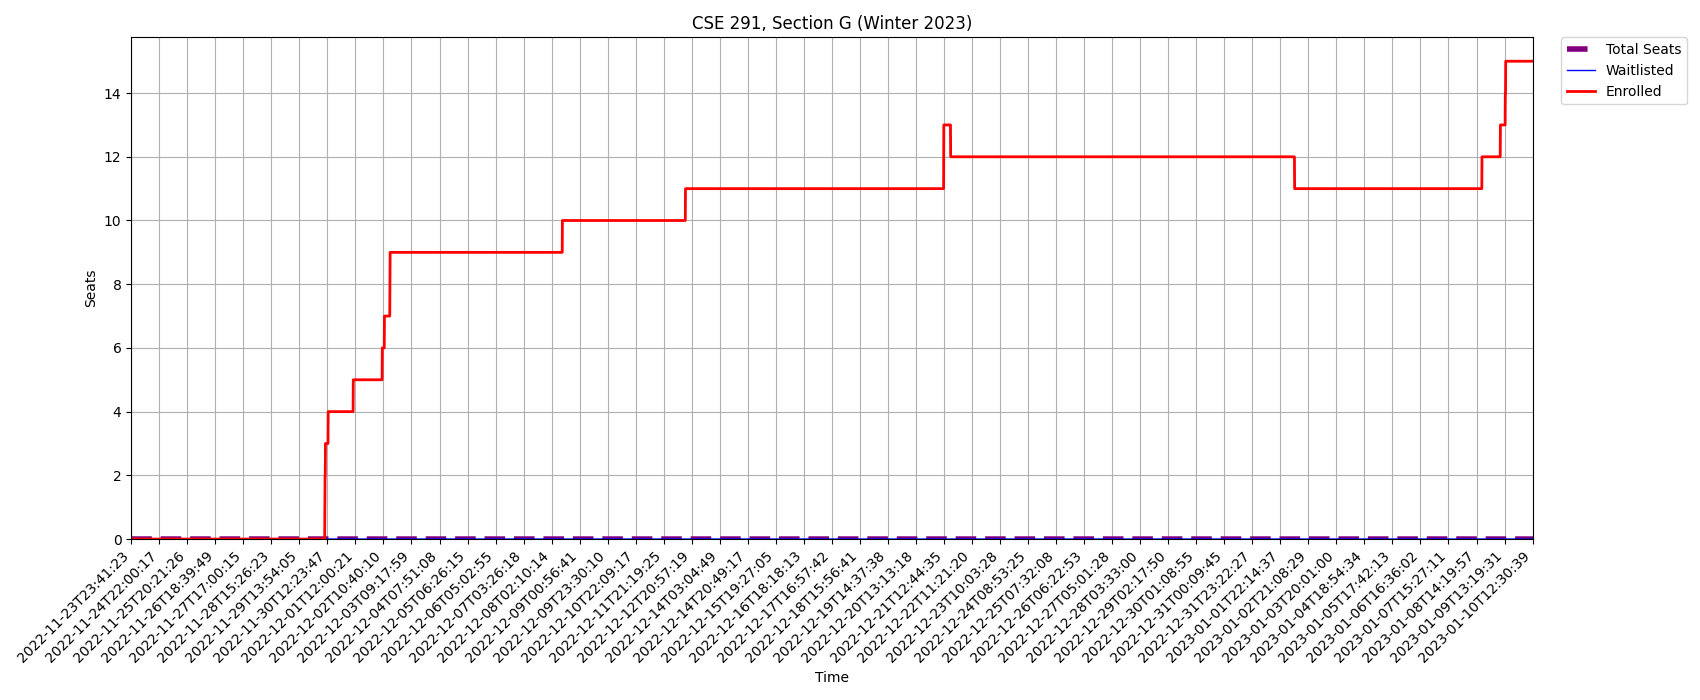 CSE 291, Section G (Winter 2023)
Total Seats
Waitlisted
Enrolled
Seats
14
12
10
8
6
4
2
0
2022-11-23T23:41:23
2022-11-24T22:00:17
2022-11-25T20:21:26
2022-11-26T18:39:49
2022-11-27T17:00:15
2022-11-28T15:26:23
2022-11-29T13:54:05
2022-11-30T12:23:47
2022-12-01T12:00:21
2022-12-02T10:40:10
2022-12-03T09:17:59
2022-12-04T07:51:08
2022-12-05T06:26:15
2022-12-06T05:02:55
2022-12-07T03:26:18
2022-12-08T02:10:14
2022-12-09T00:56:41
2022-12-09T23:30:10
2022-12-10T22:09:17
2022-12-11T21:19:25
2022-12-12T20:57:19
2022-12-14T03:04:49
2022-12-14T20:49:17
2022-12-15T19:27:05
2022-12-16T18:18:13
2022-12-17T16:57:42
2022-12-18T15:56:41
2022-12-19T14:37:38
2022-12-20T13:13:18
2022-12-21T12:44:35
2022-12-22T11:21:20
2022-12-23T10:03:28
2022-12-24T08:53:25
2022-12-25T07:32:08
2022-12-26T06:22:53
2022-12-27T05:01:28
2022-12-28T03:33:00
2022-12-29T02:17:50
2022-12-30T01:08:55
2022-12-31T00:09:45
2022-12-31T23:22:27
2023-01-01T22:14:37
2023-01-02T21:08:29
2023-01-03T20:01:00
2023-01-04T18:54:34
2023-01-05T17:42:13
2023-01-06T16:36:02
2023-01-07T15:27:11
2023-01-08T14:19:57
2023-01-09T13:19:31
2023-01-10T12:30:39
Time